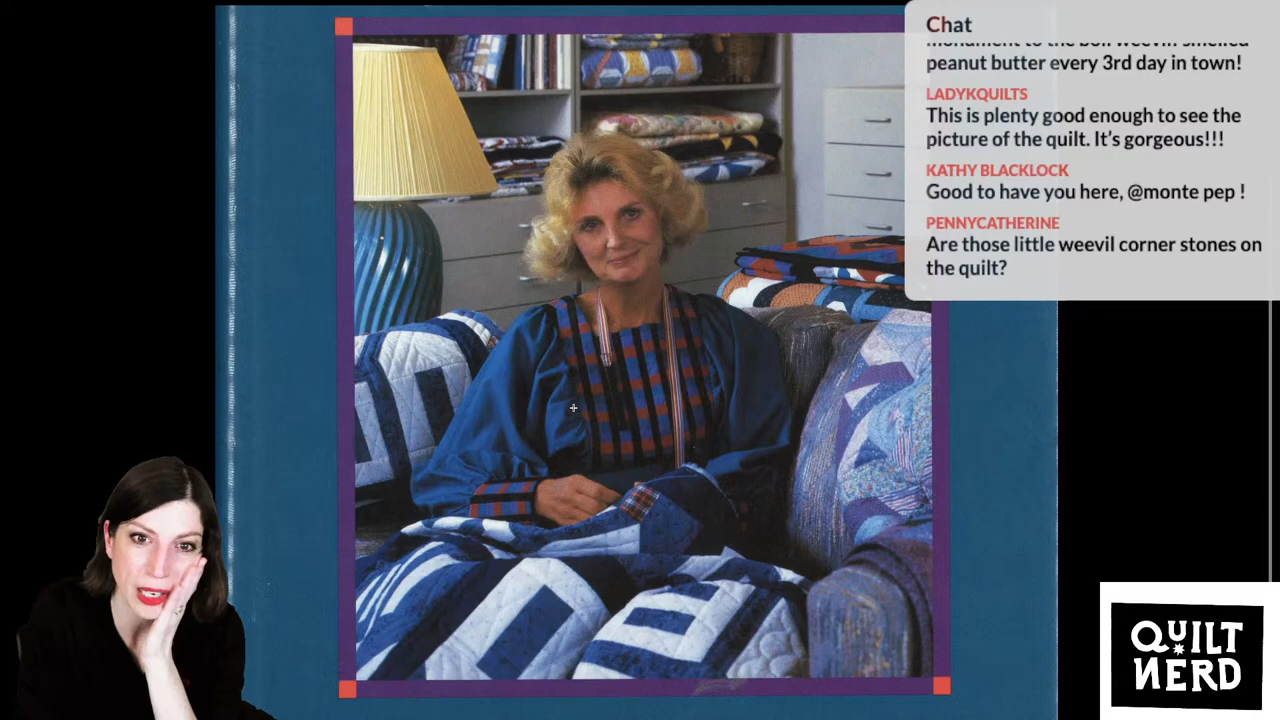 Chat
peanut butter every 3rd day in town!
LADYKQUILTS
This is plenty good enough to see the
picture of the quilt. It's gorgeous!!!
KATHY BLACKLOCK
Good to have you here, @monte pep !
PENNYCATHERINE
Are those little weevil corner stones on
the quilt?
QUILT
NERD